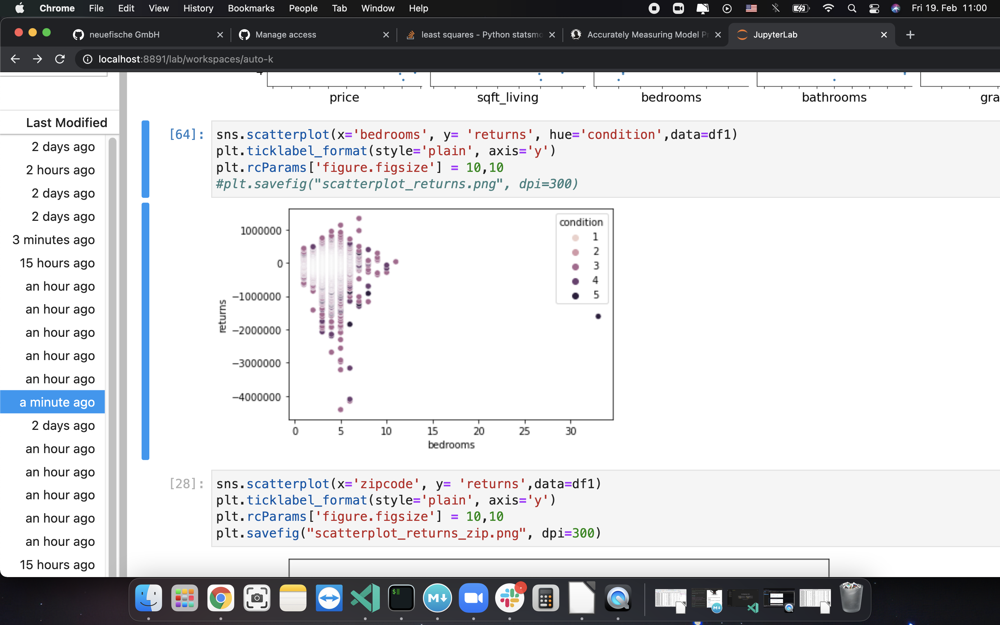 Chrome File Edit View History Bookmarks People Tab Window Help Fri 19. Feb 11:00
neuefische GmbH
Manage access
least squares - Python statsmo
Accurately Measuring Model Pr
JupyterLab
localhost:8891/lab/workspaces/auto-k
price sqft_living bedrooms bathrooms gra
Last Modified
2 days ago
2 hours ago
2 days ago
2 days ago
3 minutes ago
15 hours ago
an hour ago
an hour ago
an hour ago
an hour ago
an hour ago
a minute ago
2 days ago
an hour ago
an hour ago
an hour ago
an hour ago
an hour ago
15 hours ago
[64]:
sns.scatterplot(x='bedrooms', y= 'returns', hue='condition',data=df1)
plt.ticklabel_format(style='plain', axis='y')
plt.rcParams['figure.figsize'] = 10,10
#plt.savefig("scatterplot_returns.png", dpi=300)
condition
1
2
3
4
5
1000000
0
−1000000
−2000000
−3000000
−4000000
returns
0 5 10 15 20 25 30
bedrooms
[28]:
sns.scatterplot(x='zipcode', y= 'returns',data=df1)
plt.ticklabel_format(style='plain', axis='y')
plt.rcParams['figure.figsize'] = 10,10
plt.savefig("scatterplot_returns_zip.png", dpi=300)